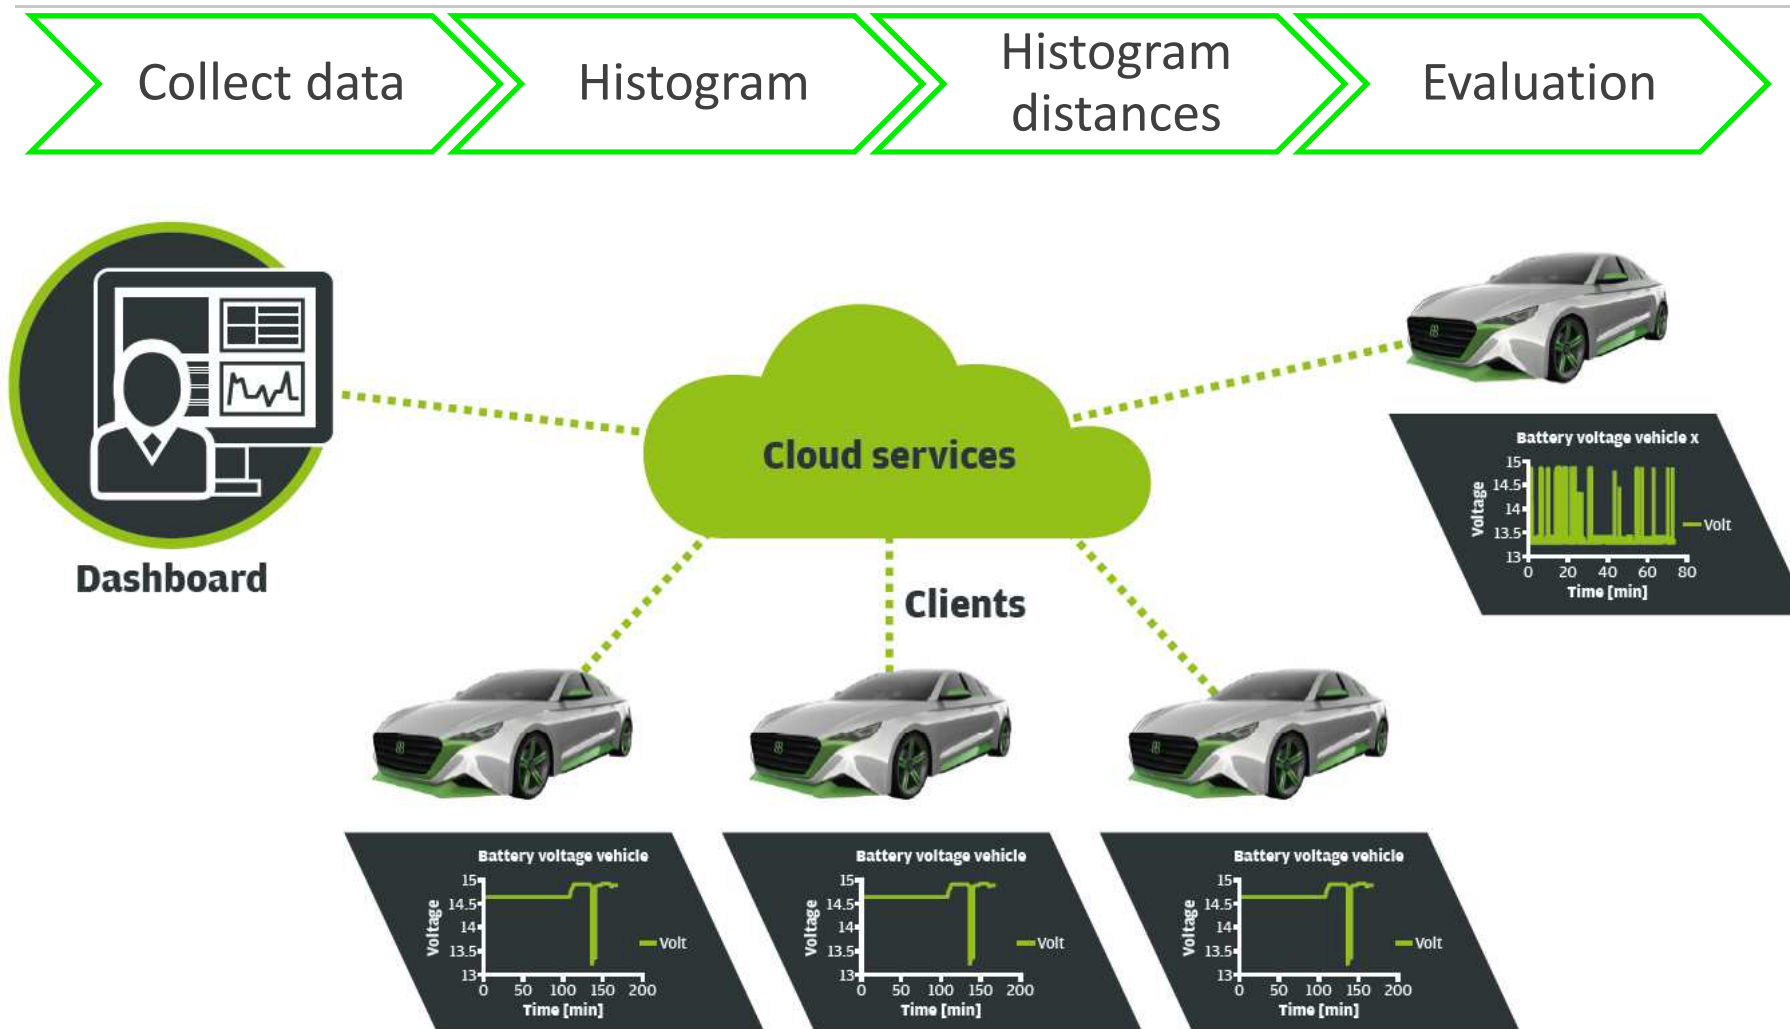 Collect data
Histogram
Histogram
distances
Evaluation
Dashboard
Cloud services
Clients
Battery voltage vehicle x
Voltage
15
14.5
14
13.5
13
0 20 40 60 80
Time [min]
Volt
Battery voltage vehicle
Voltage
15
14.5
14
13.5
13
0 50 100 150 200
Time [min]
Volt
Battery voltage vehicle
Voltage
15
14.5
14
13.5
13
0 50 100 150 200
Time [min]
Volt
Battery voltage vehicle
Voltage
15
14.5
14
13.5
13
0 50 100 150 200
Time [min]
Volt